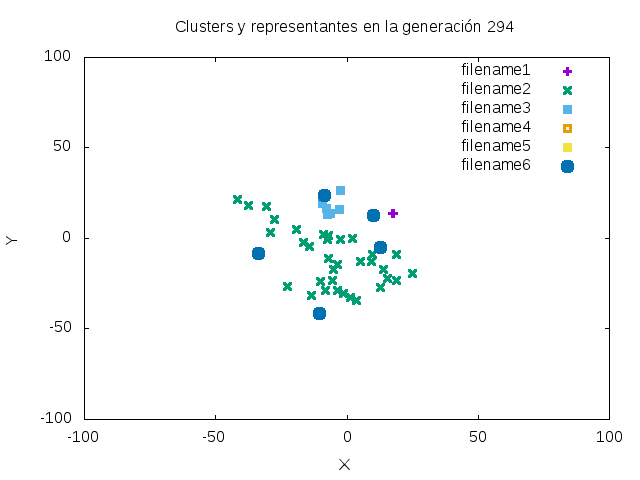 Clusters y representantes en la generación 294
filename1
filename2
filename3
filename4
filename5
filename6
100
50
0
-50
-100
Y
-100 -50 0 50 100
X